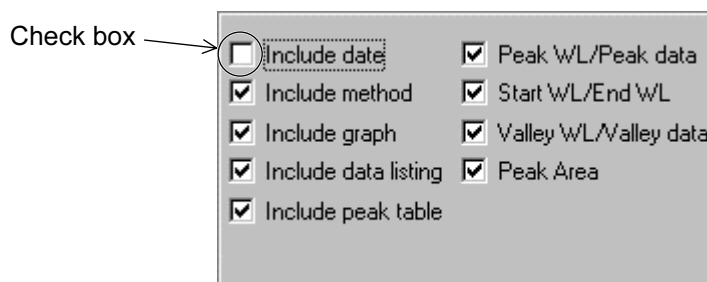 Check box
Include date
Include method
Include graph
Include data listing
Include peak table
Peak WL/Peak data
Start WL/End WL
Valley WL/Valley data
Peak Area